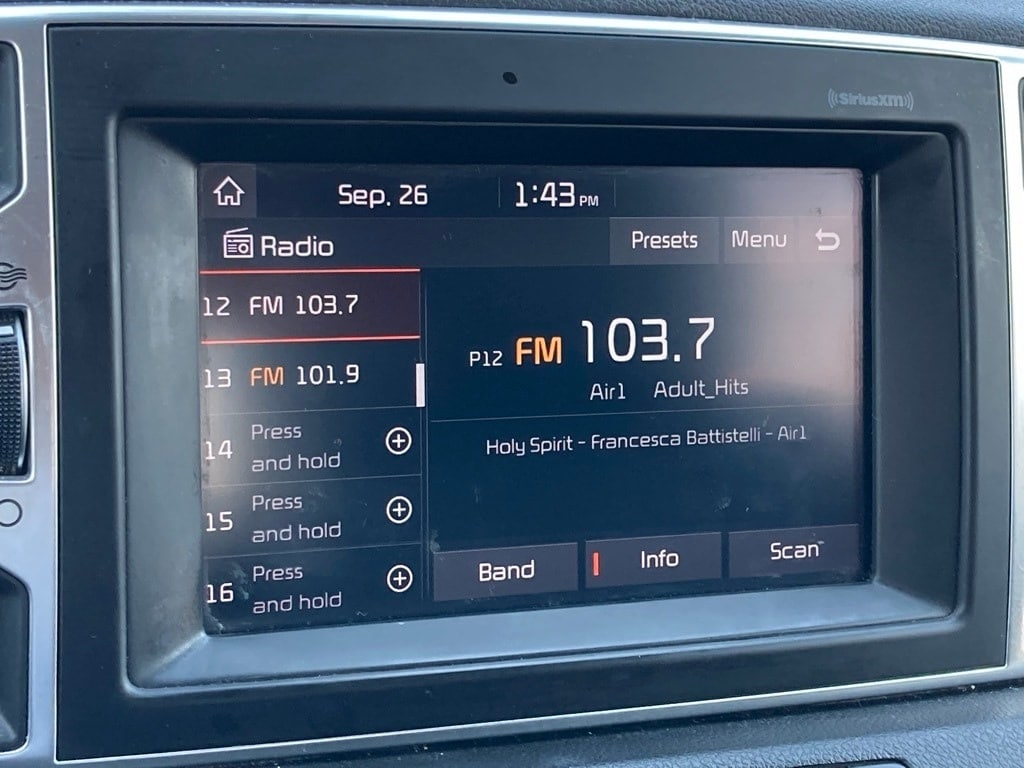 SiriusXM
Sep. 26
1:43 PM
Radio
Presets
Menu
12 FM 103.7
13 FM 101.9
14 Press
and hold
15 Press
and hold
16 Press
and hold
P12 FM 103.7
Air1 Adult_Hits
Holy Spirit - Francesca Battistelli - Air1
Band
Info
Scan